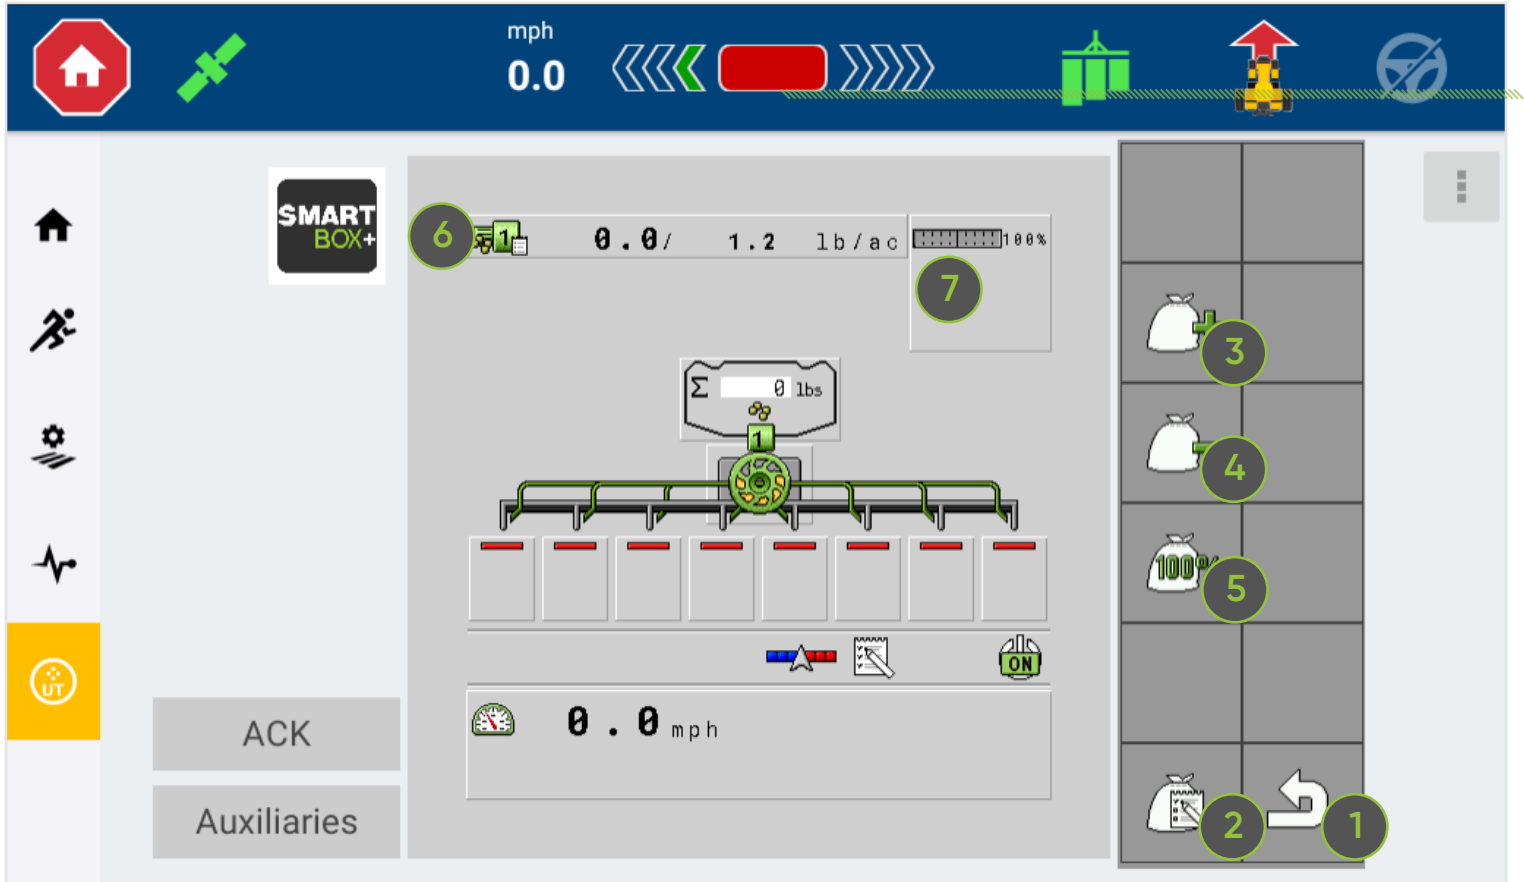 mph
0.0
SMART
BOX+
6
1
0.0/ 1.2 lb/ac
100%
7
3
Σ 0 lbs
1
4
100%
5
ON
UT
0.0 mph
ACK
Auxiliaries
2
1